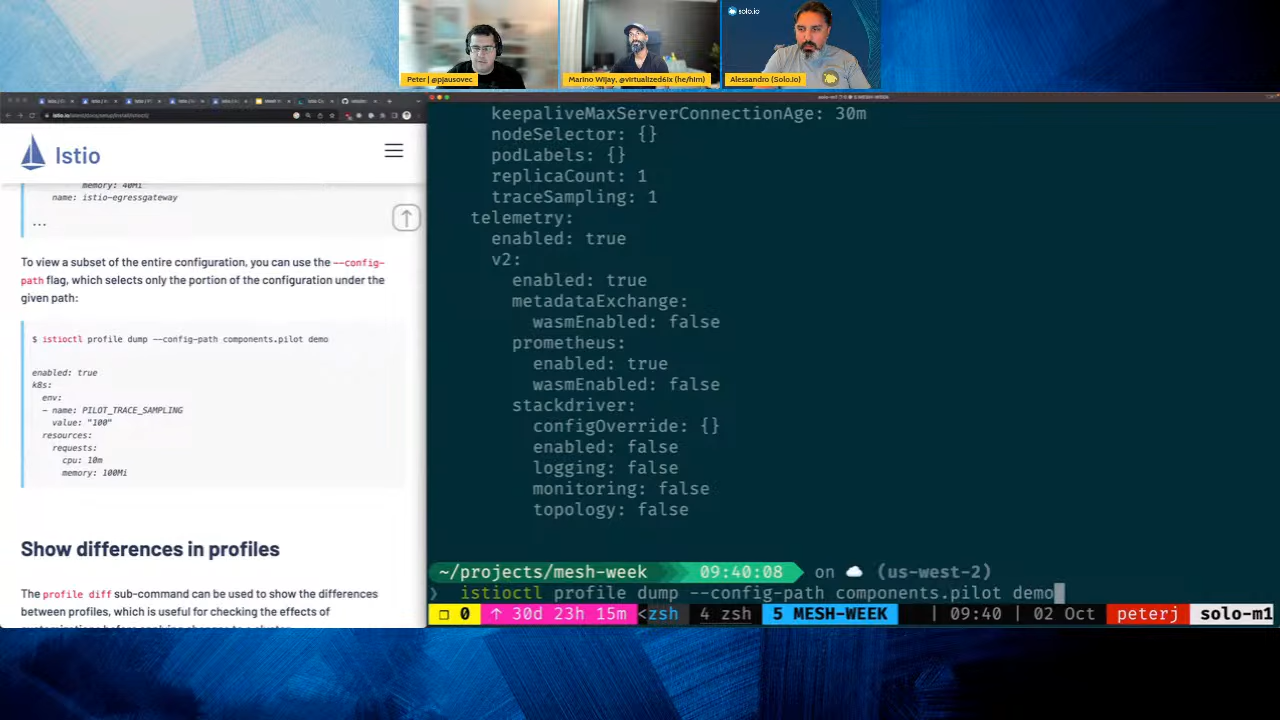 Peter | @pjausovec
Marino Wijay, @virtualized6ix (he/him)
solo.io
Alessandro (Solo.io)
Istio
memory: 40Mi
name: istio-egressgateway
...
To view a subset of the entire configuration, you can use the --config-
path flag, which selects only the portion of the configuration under the
given path:
$ istioctl profile dump --config-path components.pilot demo
enabled: true
k8s:
env:
- name: PILOT_TRACE_SAMPLING
value: "100"
resources:
requests:
cpu: 10m
memory: 100Mi
Show differences in profiles
The profile diff sub-command can be used to show the differences
between profiles, which is useful for checking the effects of
keepaliveMaxServerConnectionAge: 30m
nodeSelector: {}
podLabels: {}
replicaCount: 1
traceSampling: 1
telemetry:
enabled: true
v2:
enabled: true
metadataExchange:
wasmEnabled: false
prometheus:
enabled: true
wasmEnabled: false
stackdriver:
configOverride: {}
enabled: false
logging: false
monitoring: false
topology: false
~/projects/mesh-week 09:40:08 on (us-west-2)
❯ istioctl profile dump --config-path components.pilot demo
❐ 0 ↑ 30d 23h 15m <zsh 4 zsh 5 MESH-WEEK | 09:40 | 02 Oct peterj solo-m1